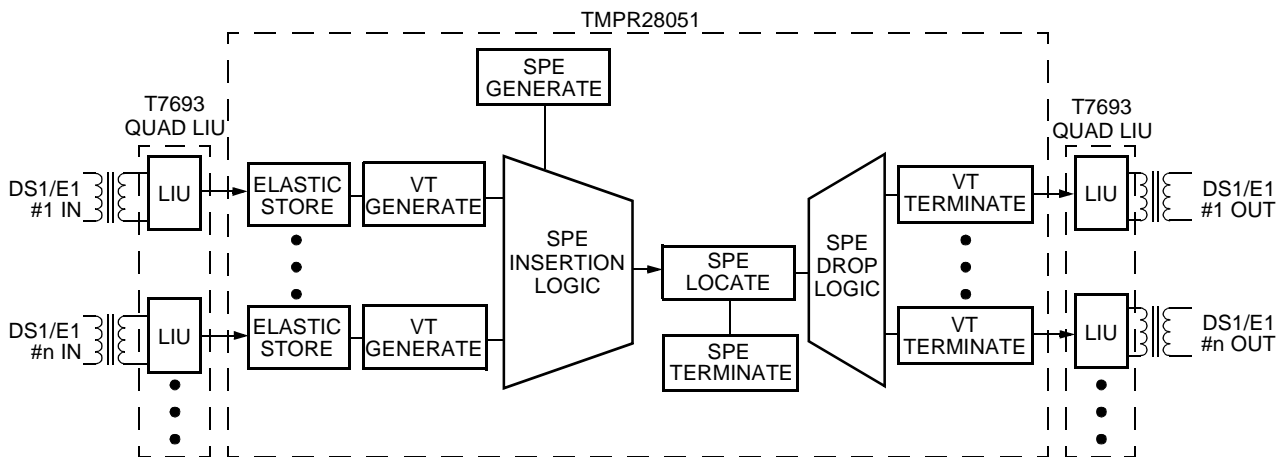 TMPR28051
SPE
GENERATE
T7693
QUAD LIU
T7693
QUAD LIU
DS1/E1
#1 IN
LIU
ELASTIC
STORE
VT
GENERATE
SPE
INSERTION
LOGIC
SPE
LOCATE
SPE
TERMINATE
SPE
DROP
LOGIC
VT
TERMINATE
LIU
DS1/E1
#1 OUT
DS1/E1
#n IN
LIU
ELASTIC
STORE
VT
GENERATE
VT
TERMINATE
LIU
DS1/E1
#n OUT